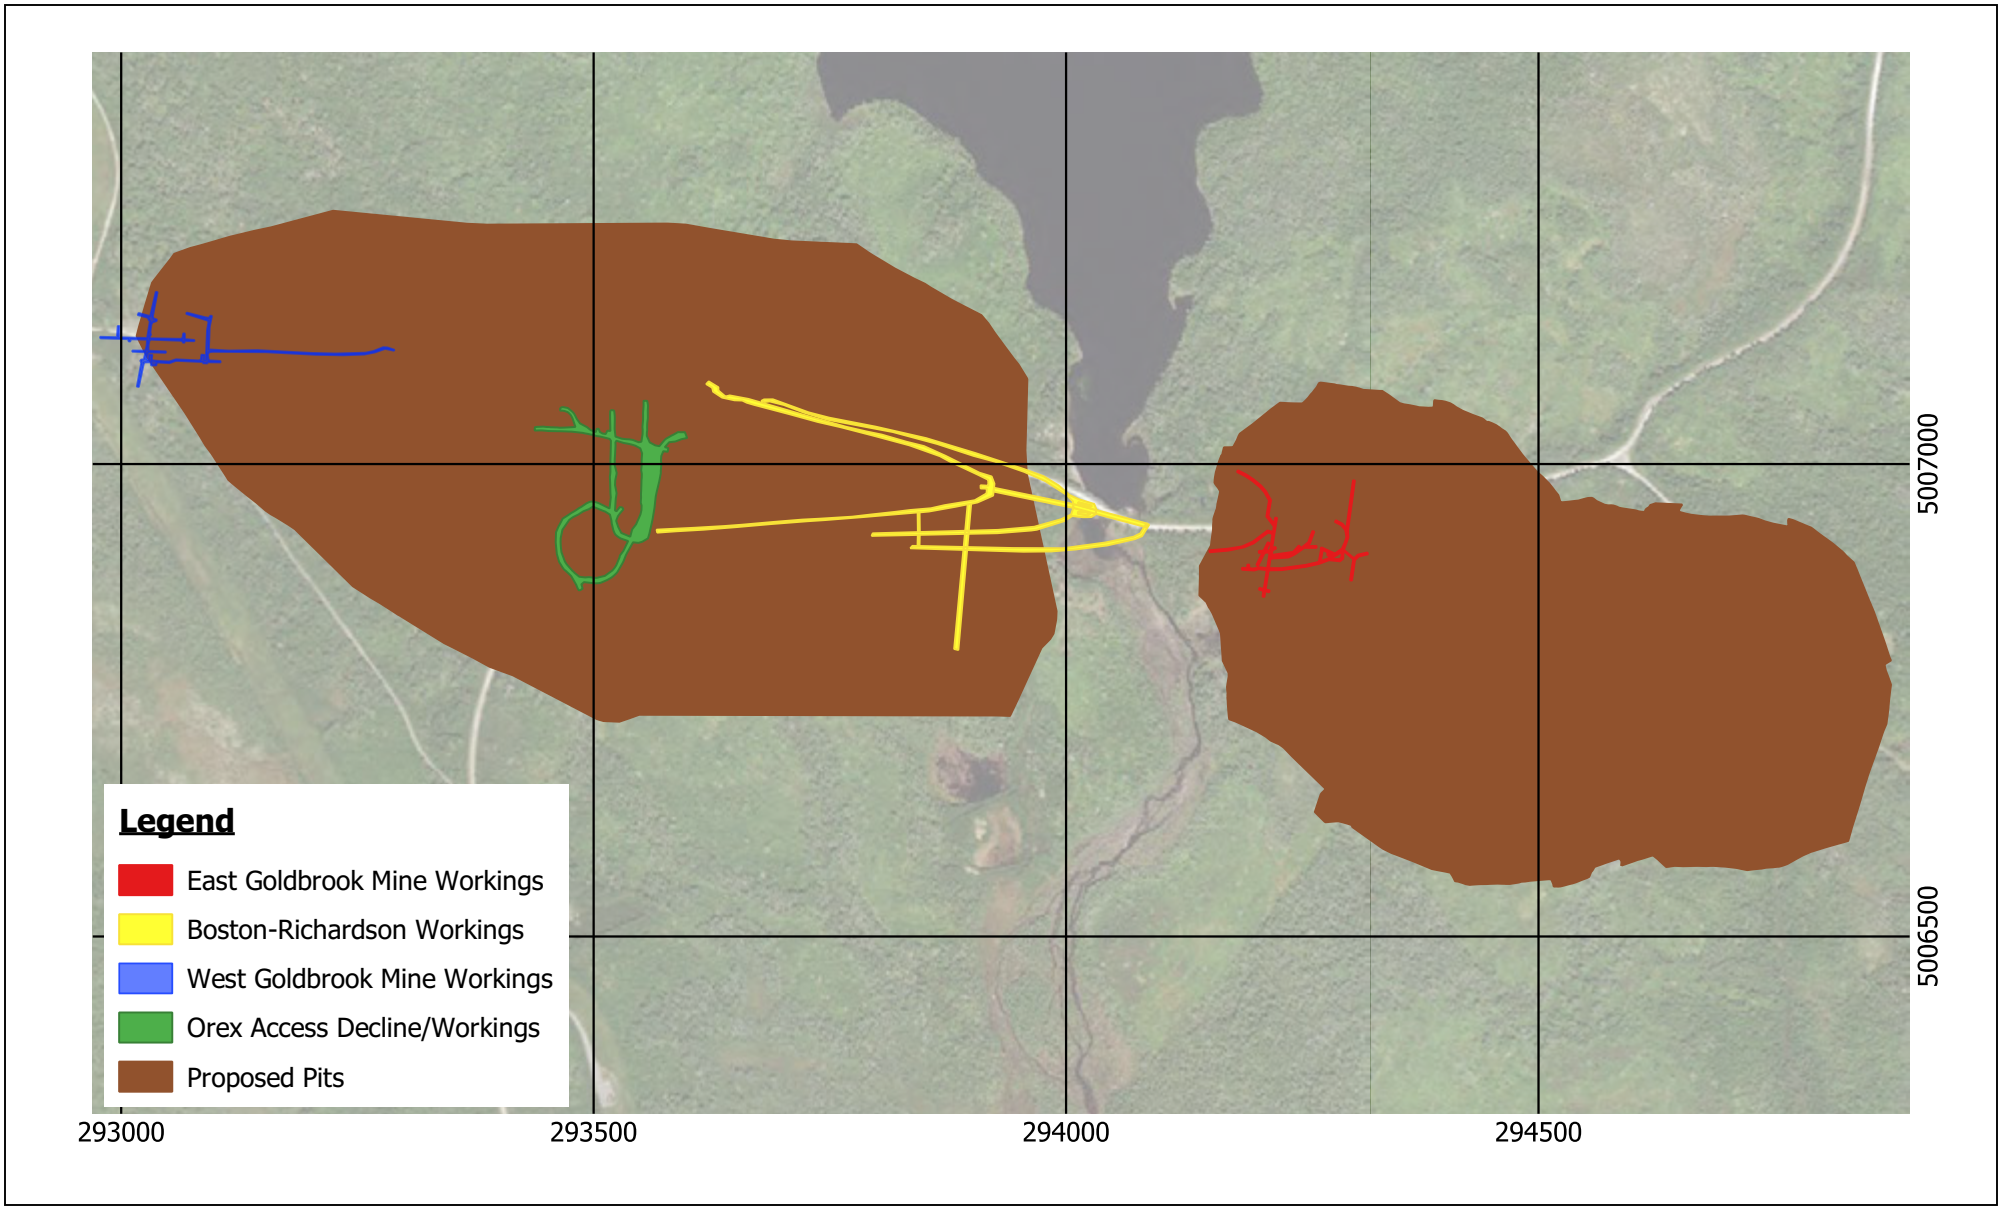 5007000
5006500
Legend
East Goldbrook Mine Workings
Boston-Richardson Workings
West Goldbrook Mine Workings
Orex Access Decline/Workings
Proposed Pits
293000 293500 294000 294500